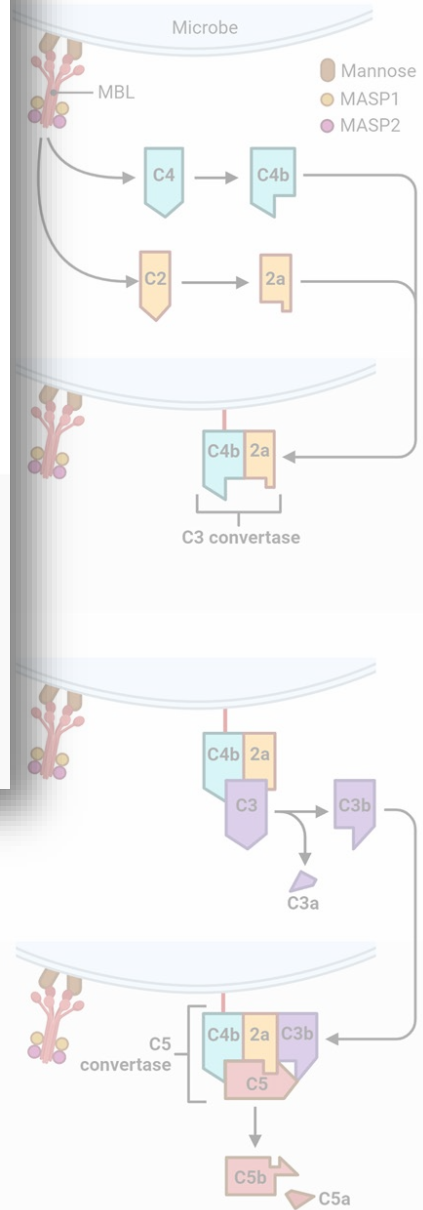 Microbe
Mannose
MBL
MASP1
MASP2
C4
C4b
C2
2a
C4b 2a
C3 convertase
C4b 2a
C3
C3b
C3a
C5
convertase
C4b 2a C3b
C5
C5b
C5a